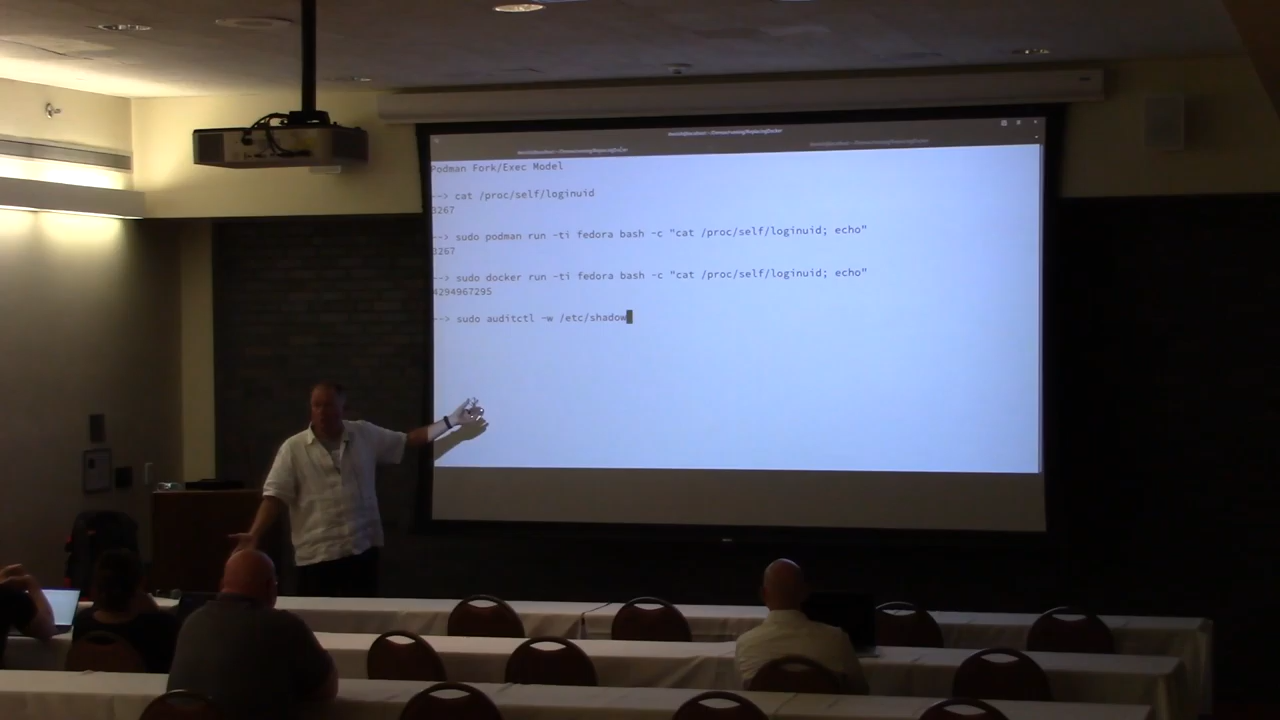 Podman Fork/Exec Model
--> cat /proc/self/loginuid
3267
--> sudo podman run -ti fedora bash -c "cat /proc/self/loginuid; echo"
3267
--> sudo docker run -ti fedora bash -c "cat /proc/self/loginuid; echo"
4294967295
--> sudo auditctl -w /etc/shadow